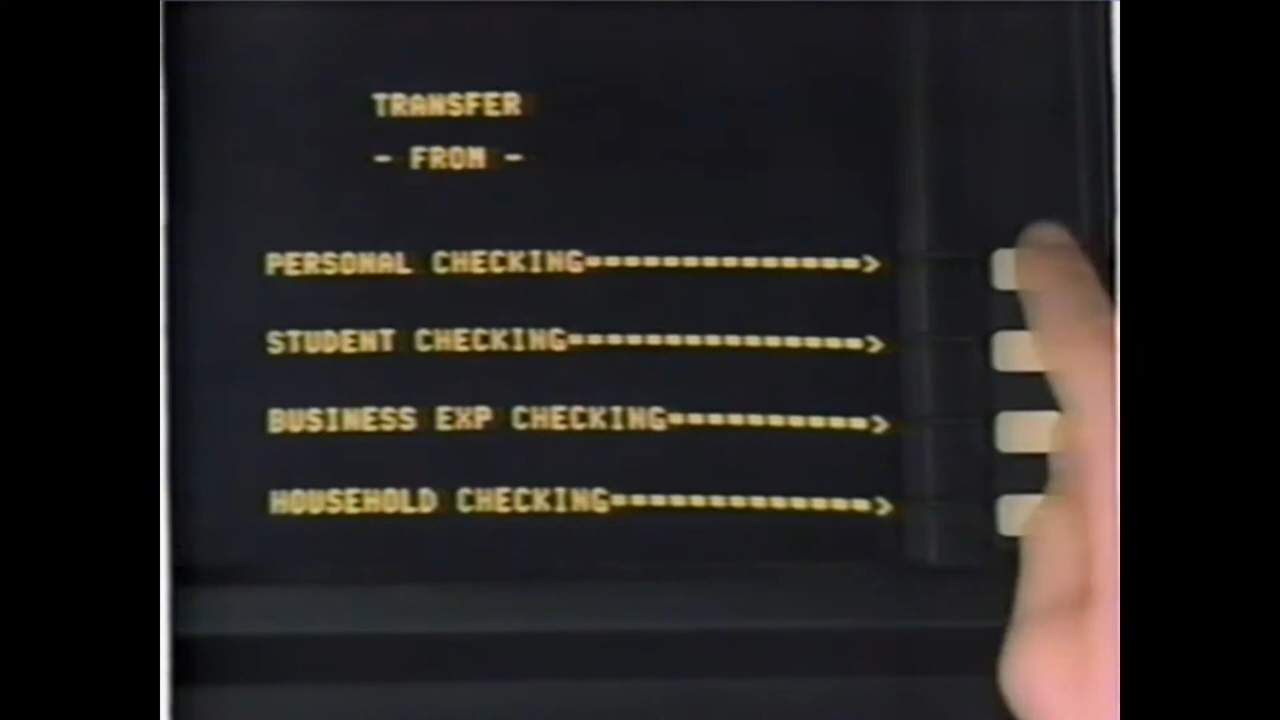 TRANSFER
- FROM -
PERSONAL CHECKING==============>
STUDENT CHECKING===============>
BUSINESS EXP CHECKING==========>
HOUSEHOLD CHECKING=============>